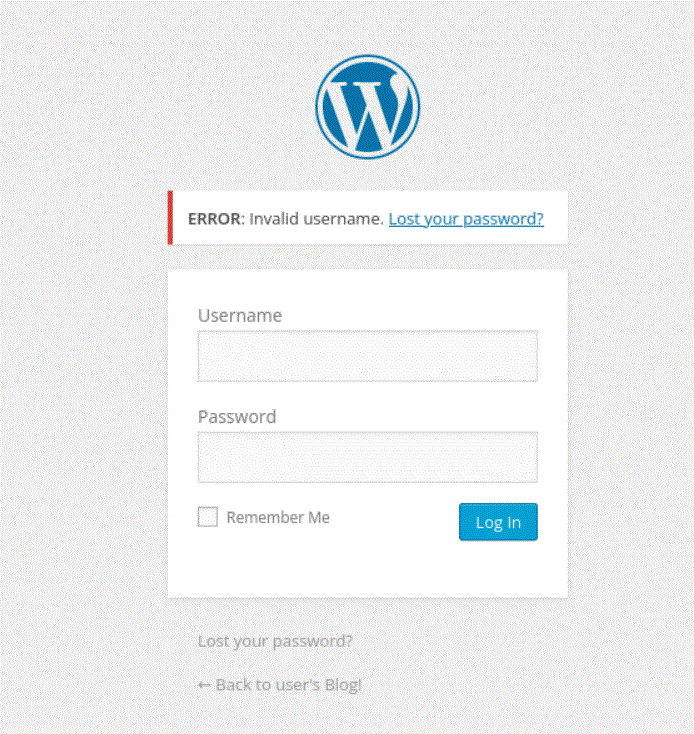 ERROR: Invalid username. Lost your password?
Username
Password
Remember Me
Log In
Lost your password?
← Back to user's Blog!